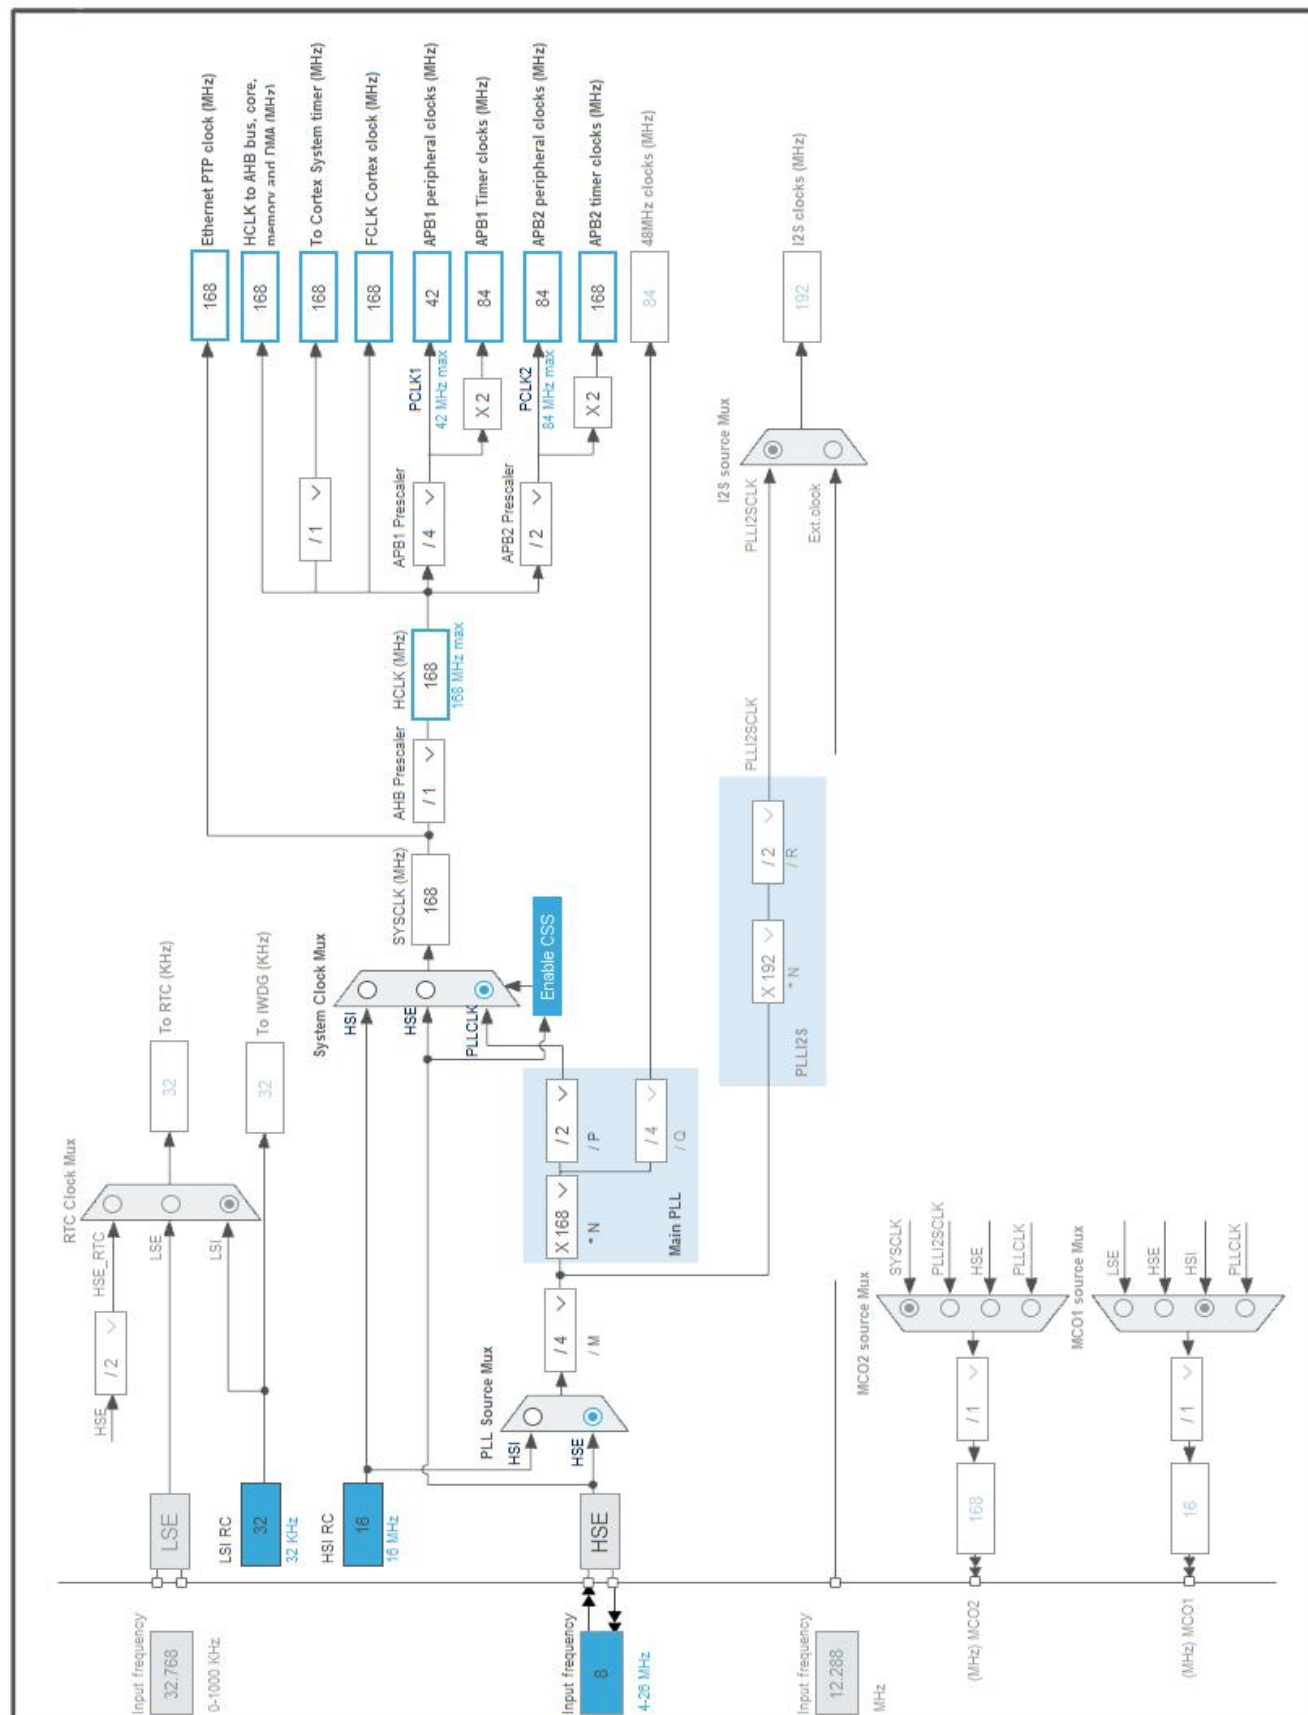 Input frequency
32.768
0-1000 KHz
LSE
HSE
/ 2
HSE_RTC
LSE
LSI
RTC Clock Mux
32
To RTC (KHz)
LSI RC
32
32 KHz
32
To IWDG (KHz)
HSI RC
16
16 MHz
Input frequency
8
4-26 MHz
HSE
PLL Source Mux
HSI
HSE
/ 4
/ M
X 168
* N
/ 2
/ P
/ 4
/ Q
Main PLL
System Clock Mux
HSI
HSE
PLLCLK
Enable CSS
SYSCLK (MHz)
168
AHB Prescaler
/ 1
HCLK (MHz)
168
168 MHz max
/ 1
APB1 Prescaler
/ 4
PCLK1
42 MHz max
X 2
APB2 Prescaler
/ 2
PCLK2
84 MHz max
X 2
168
Ethernet PTP clock (MHz)
168
HCLK to AHB bus, core,
memory and DMA (MHz)
168
To Cortex System timer (MHz)
168
FCLK Cortex clock (MHz)
42
APB1 peripheral clocks (MHz)
84
APB1 Timer clocks (MHz)
84
APB2 peripheral clocks (MHz)
168
APB2 timer clocks (MHz)
84
48MHz clocks (MHz)
X 192
* N
/ 2
/ R
PLLI2S
PLLI2SCLK
PLLI2SCLK
I2S source Mux
Ext.clock
192
I2S clocks (MHz)
Input frequency
12.288
MHz
MCO2 source Mux
SYSCLK
PLLI2SCLK
HSE
PLLCLK
/ 1
168
(MHz) MCO2
MCO1 source Mux
LSE
HSE
HSI
PLLCLK
/ 1
16
(MHz) MCO1